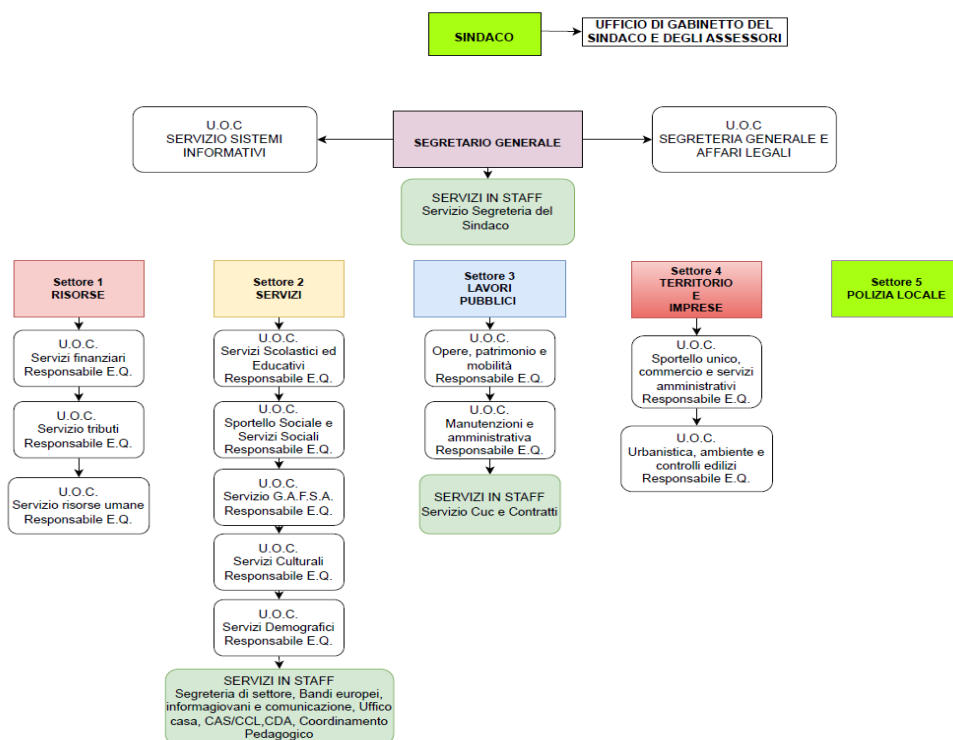 SINDACO
UFFICIO DI GABINETTO DEL
SINDACO E DEGLI ASSESSORI
U.O.C
SERVIZIO SISTEMI
INFORMATIVI
SEGRETARIO GENERALE
U.O.C
SEGRETERIA GENERALE E
AFFARI LEGALI
SERVIZI IN STAFF
Servizio Segreteria del
Sindaco
Settore 1
RISORSE
U.O.C.
Servizi finanziari
Responsabile E.Q.
U.O.C.
Servizio tributi
Responsabile E.Q.
U.O.C.
Servizio risorse umane
Responsabile E.Q.
Settore 2
SERVIZI
U.O.C.
Servizi Scolastici ed
Educativi
Responsabile E.Q.
U.O.C.
Sportello Sociale e
Servizi Sociali
Responsabile E.Q.
U.O.C.
Servizio G.A.F.S.A.
Responsabile E.Q.
U.O.C.
Servizi Culturali
Responsabile E.Q.
U.O.C.
Servizi Demografici
Responsabile E.Q.
SERVIZI IN STAFF
Segreteria di settore, Bandi europei,
informagiovani e comunicazione, Uffico
casa, CAS/CCL,CDA, Coordinamento
Pedagogico
Settore 3
LAVORI
PUBBLICI
U.O.C.
Opere, patrimonio e
mobilità
Responsabile E.Q.
U.O.C.
Manutenzioni e
amministrativa
Responsabile E.Q.
SERVIZI IN STAFF
Servizio Cuc e Contratti
Settore 4
TERRITORIO
E
IMPRESE
U.O.C.
Sportello unico,
commercio e servizi
amministrativi
Responsabile E.Q.
U.O.C.
Urbanistica, ambiente e
controlli edilizi
Responsabile E.Q.
Settore 5
POLIZIA LOCALE